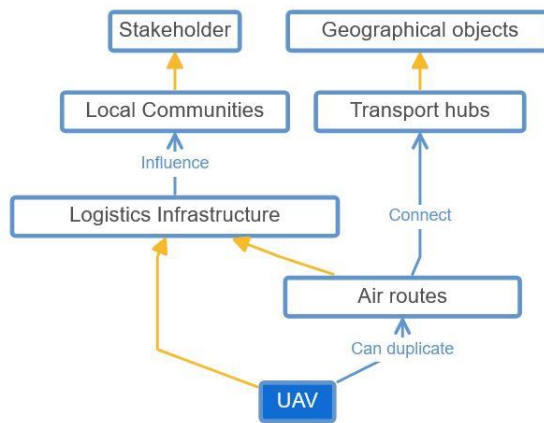 Stakeholder
Geographical objects
Local Communities
Transport hubs
Influence
Logistics Infrastructure
Connect
Air routes
Can duplicate
UAV